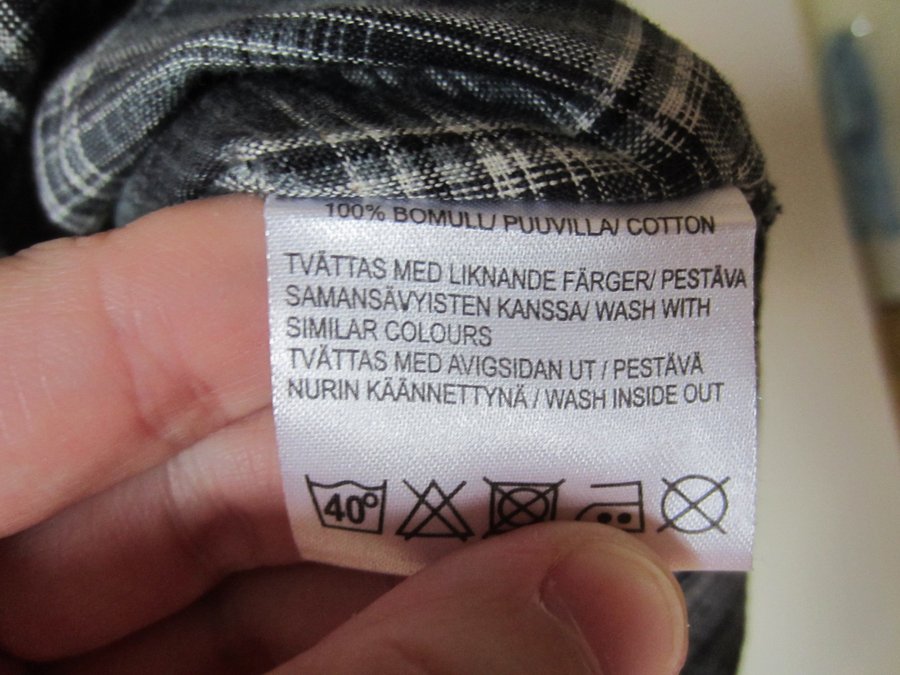 100% BOMULL/ PUUVILLA/ COTTON
TVÄTTAS MED LIKNANDE FÄRGER/ PESTÄVA
SAMANSÄVYISTEN KANSSA/ WASH WITH
SIMILAR COLOURS
TVÄTTAS MED AVIGSIDAN UT / PESTÄVÄ
NURIN KÄÄNNETTYNÄ / WASH INSIDE OUT
40°